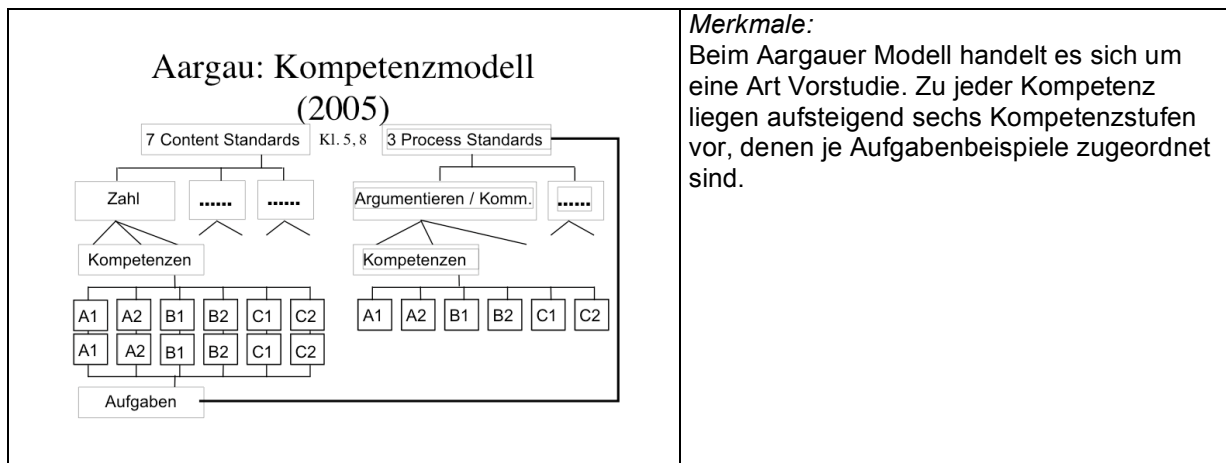 Aargau: Kompetenzmodell
(2005)
7 Content Standards Kl. 5, 8 3 Process Standards
Zahl ...... ...... Argumentieren / Komm. ......
Kompetenzen Kompetenzen
A1 A2 B1 B2 C1 C2 A1 A2 B1 B2 C1 C2
A1 A2 B1 B2 C1 C2
Aufgaben
Merkmale:
Beim Aargauer Modell handelt es sich um
eine Art Vorstudie. Zu jeder Kompetenz
liegen aufsteigend sechs Kompetenzstufen
vor, denen je Aufgabenbeispiele zugeordnet
sind.